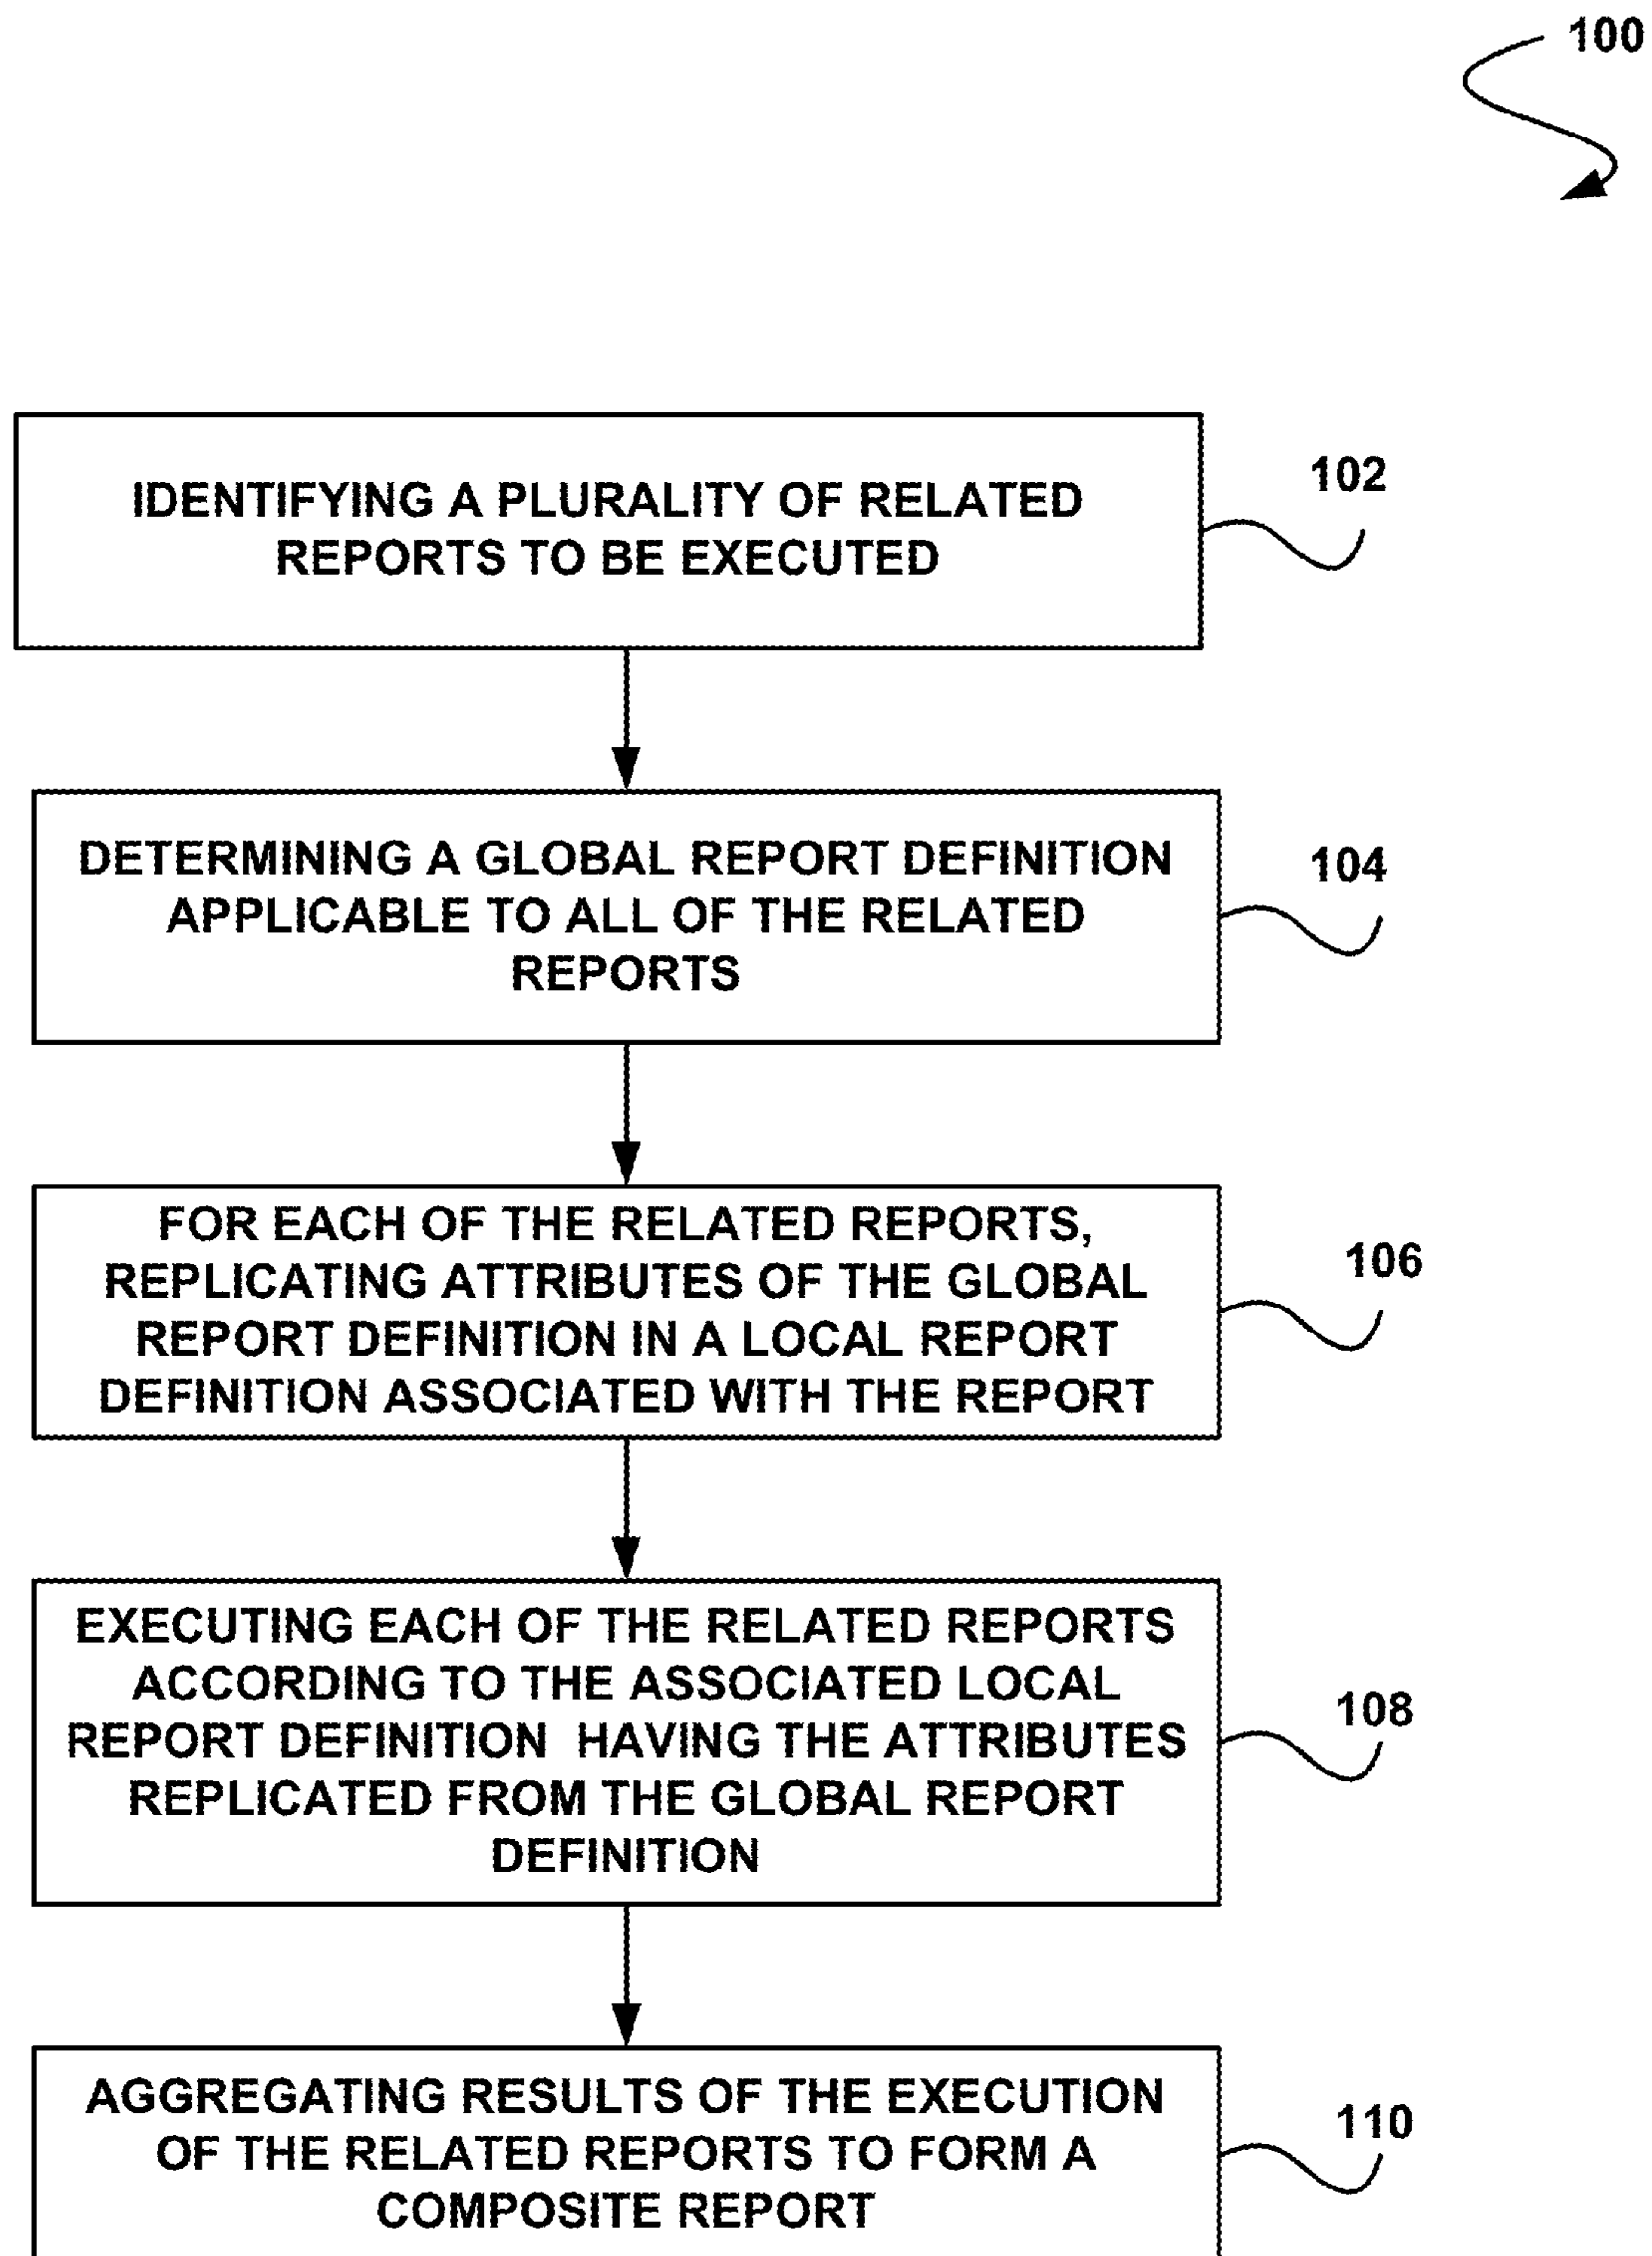 100
IDENTIFYING A PLURALITY OF RELATED
REPORTS TO BE EXECUTED
102
DETERMINING A GLOBAL REPORT DEFINITION
APPLICABLE TO ALL OF THE RELATED
REPORTS
104
FOR EACH OF THE RELATED REPORTS,
REPLICATING ATTRIBUTES OF THE GLOBAL
REPORT DEFINITION IN A LOCAL REPORT
DEFINITION ASSOCIATED WITH THE REPORT
106
EXECUTING EACH OF THE RELATED REPORTS
ACCORDING TO THE ASSOCIATED LOCAL
REPORT DEFINITION HAVING THE ATTRIBUTES
REPLICATED FROM THE GLOBAL REPORT
DEFINITION
108
AGGREGATING RESULTS OF THE EXECUTION
OF THE RELATED REPORTS TO FORM A
COMPOSITE REPORT
110